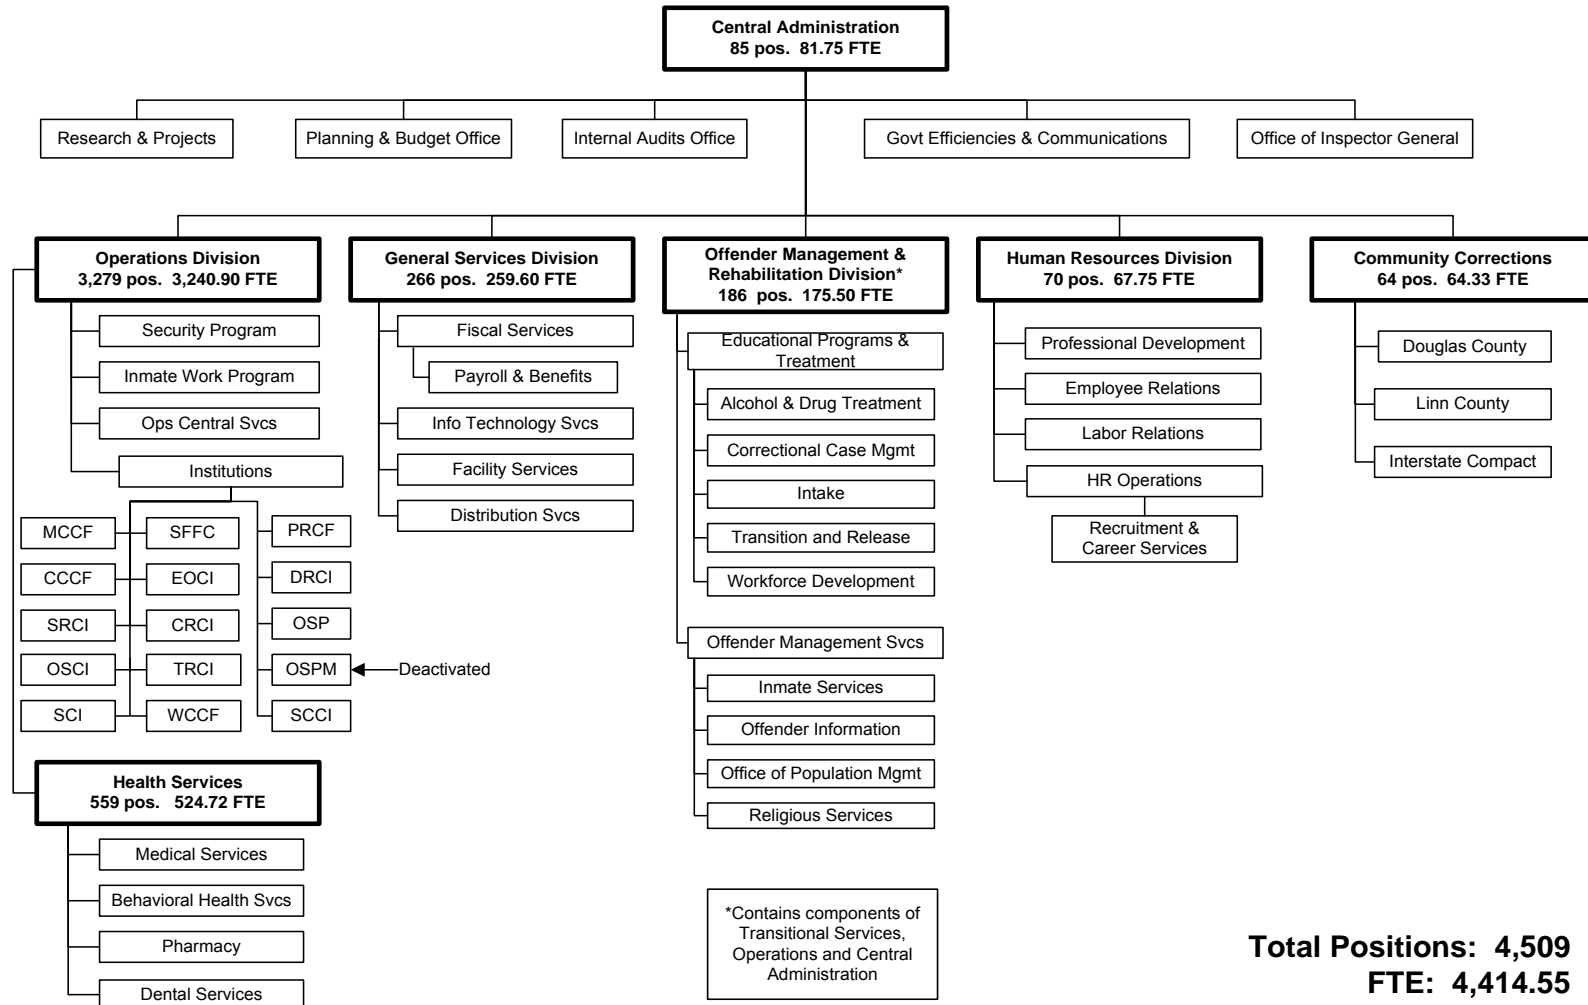 Central Administration
85 pos. 81.75 FTE
Research & Projects
Planning & Budget Office
Internal Audits Office
Govt Efficiencies & Communications
Office of Inspector General
Operations Division
3,279 pos. 3,240.90 FTE
Security Program
Inmate Work Program
Ops Central Svcs
Institutions
MCCF
SFFC
PRCF
CCCF
EOCI
DRCI
SRCI
CRCI
OSP
OSCI
TRCI
OSPM
Deactivated
SCI
WCCF
SCCI
Health Services
559 pos. 524.72 FTE
Medical Services
Behavioral Health Svcs
Pharmacy
Dental Services
General Services Division
266 pos. 259.60 FTE
Fiscal Services
Payroll & Benefits
Info Technology Svcs
Facility Services
Distribution Svcs
Offender Management &
Rehabilitation Division*
186 pos. 175.50 FTE
Educational Programs &
Treatment
Alcohol & Drug Treatment
Correctional Case Mgmt
Intake
Transition and Release
Workforce Development
Offender Management Svcs
Inmate Services
Offender Information
Office of Population Mgmt
Religious Services
*Contains components of
Transitional Services,
Operations and Central
Administration
Human Resources Division
70 pos. 67.75 FTE
Professional Development
Employee Relations
Labor Relations
HR Operations
Recruitment &
Career Services
Community Corrections
64 pos. 64.33 FTE
Douglas County
Linn County
Interstate Compact
Total Positions: 4,509
FTE: 4,414.55